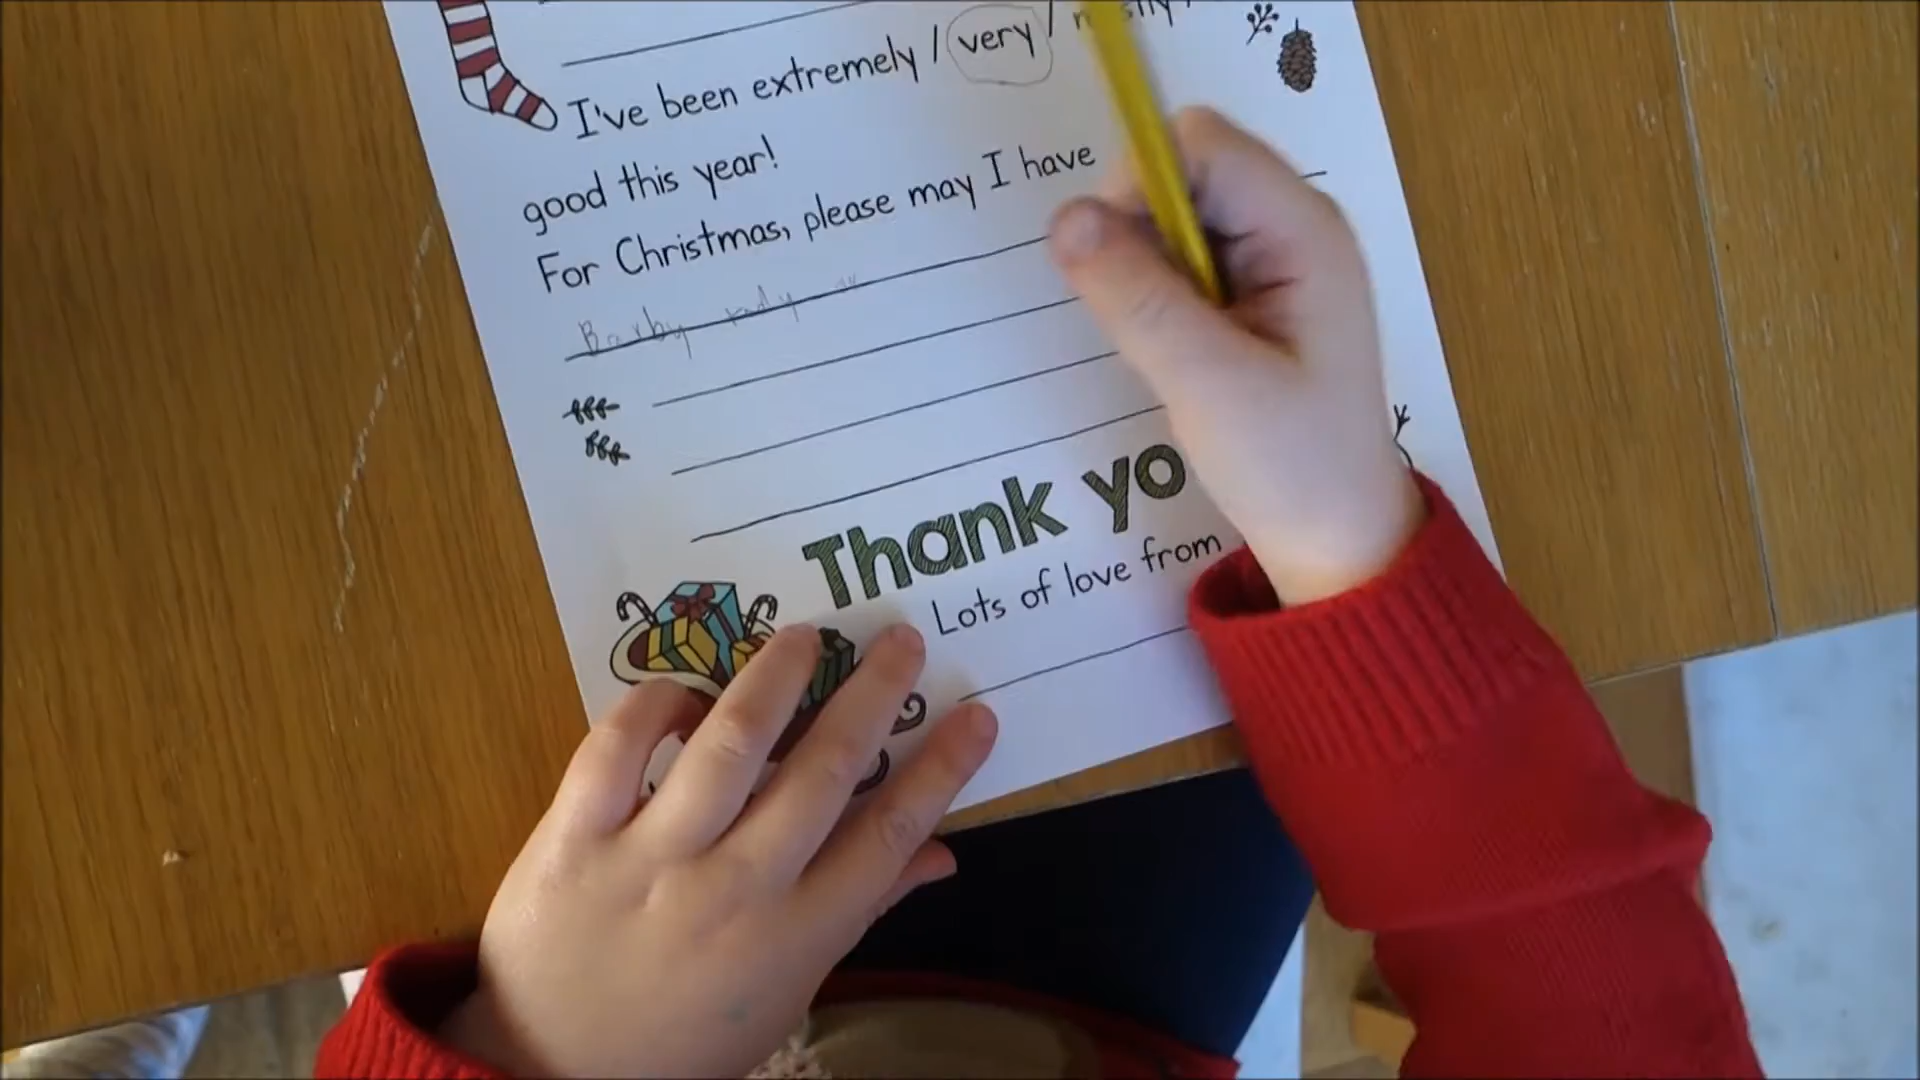 I've been extremely / very /
good this year!
For Christmas, please may I have
Barby
Thank yo
Lots of love from